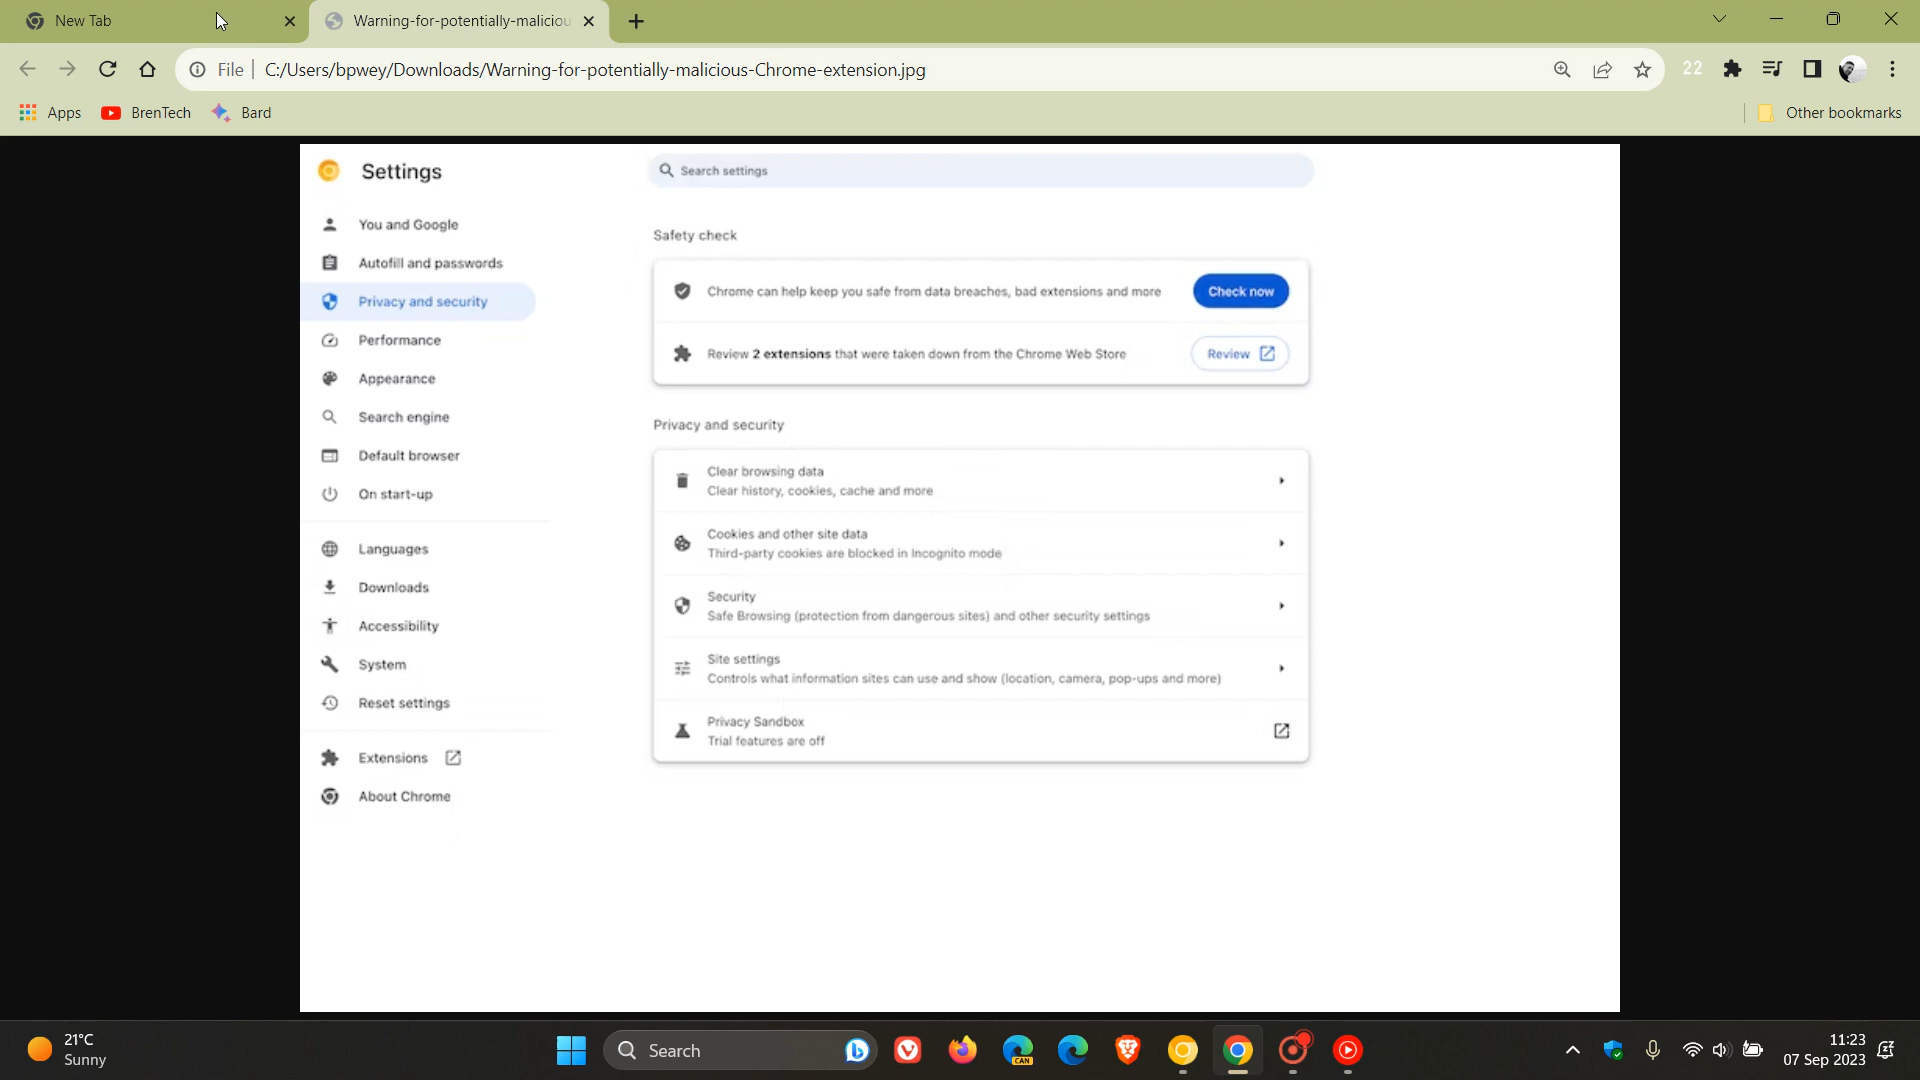 New Tab
Warning-for-potentially-maliciou
File
C:/Users/bpwey/Downloads/Warning-for-potentially-malicious-Chrome-extension.jpg
22
Apps
BrenTech
Bard
Other bookmarks
Settings
Search settings
You and Google
Autofill and passwords
Privacy and security
Performance
Appearance
Search engine
Default browser
On start-up
Languages
Downloads
Accessibility
System
Reset settings
Extensions
About Chrome
Safety check
Chrome can help keep you safe from data breaches, bad extensions and more
Check now
Review 2 extensions that were taken down from the Chrome Web Store
Review
Privacy and security
Clear browsing data
Clear history, cookies, cache and more
Cookies and other site data
Third-party cookies are blocked in Incognito mode
Security
Safe Browsing (protection from dangerous sites) and other security settings
Site settings
Controls what information sites can use and show (location, camera, pop-ups and more)
Privacy Sandbox
Trial features are off
21°C
Sunny
Search
CAN
11:23
07 Sep 2023